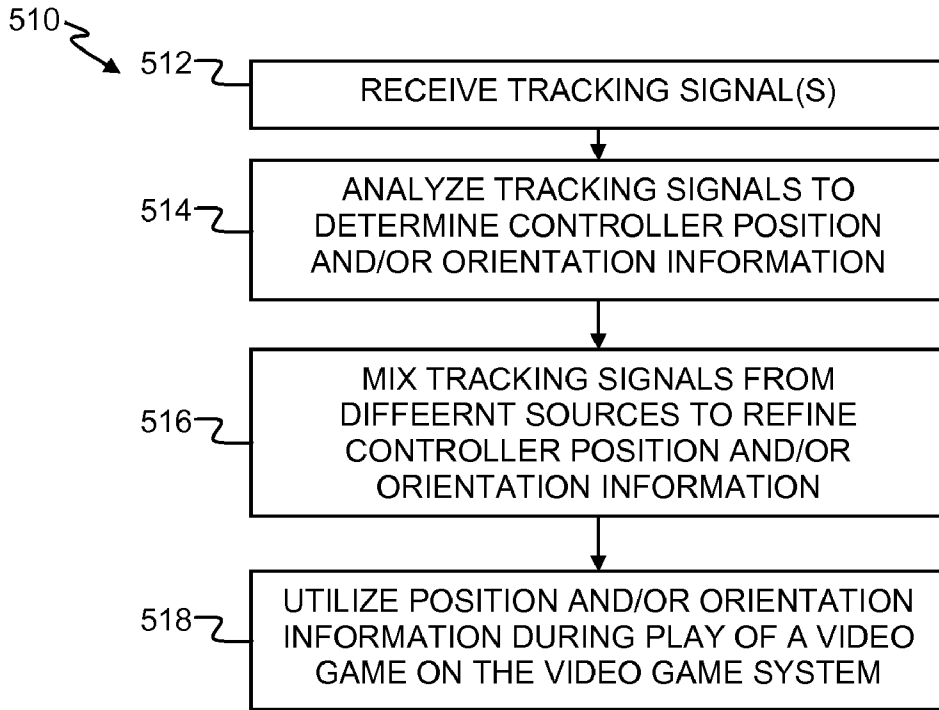 510
512
RECEIVE TRACKING SIGNAL(S)
514
ANALYZE TRACKING SIGNALS TO
DETERMINE CONTROLLER POSITION
AND/OR ORIENTATION INFORMATION
516
MIX TRACKING SIGNALS FROM
DIFFEERNT SOURCES TO REFINE
CONTROLLER POSITION AND/OR
ORIENTATION INFORMATION
518
UTILIZE POSITION AND/OR ORIENTATION
INFORMATION DURING PLAY OF A VIDEO
GAME ON THE VIDEO GAME SYSTEM